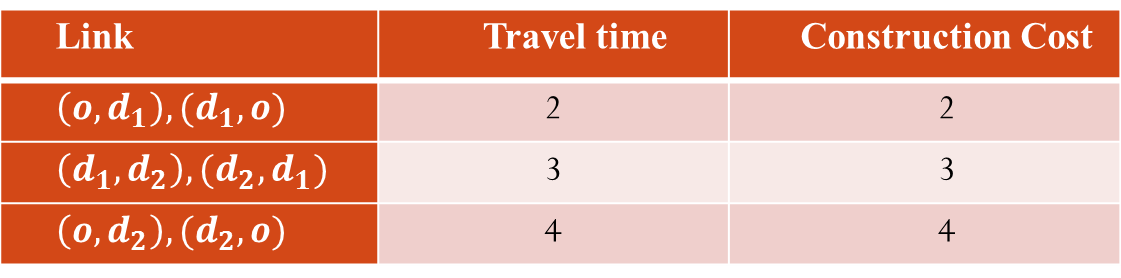 Link Travel time Construction Cost
(o, d₁), (d₁, o) 2 2
(d₁, d₂), (d₂, d₁) 3 3
(o, d₂), (d₂, o) 4 4